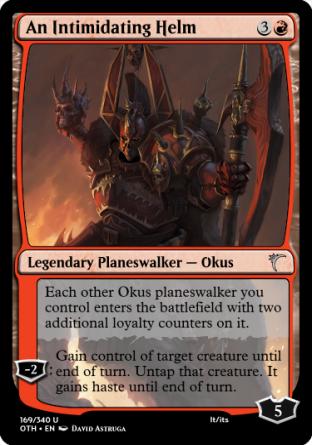 An Intimidating Helm 3
Legendary Planeswalker — Okus
Each other Okus planeswalker you
control enters the battlefield with two
additional loyalty counters on it.
-2 : Gain control of target creature until
end of turn. Untap that creature. It
gains haste until end of turn.
5
169/340 U It/its
OTH • EN DAVID ASTRUGA